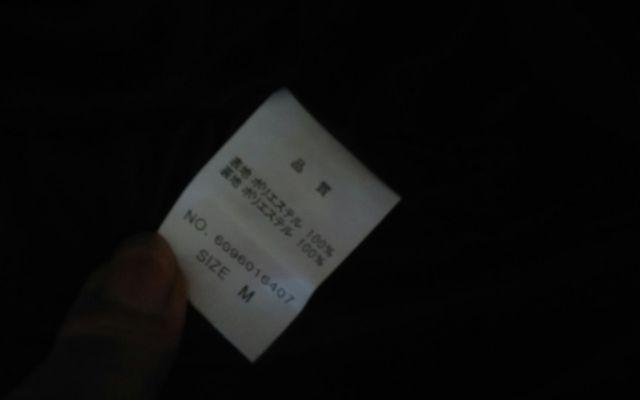 品質
表地 ポリエステル 100%
裏地 ポリエステル 100%
NO. 6096016407
SIZE M